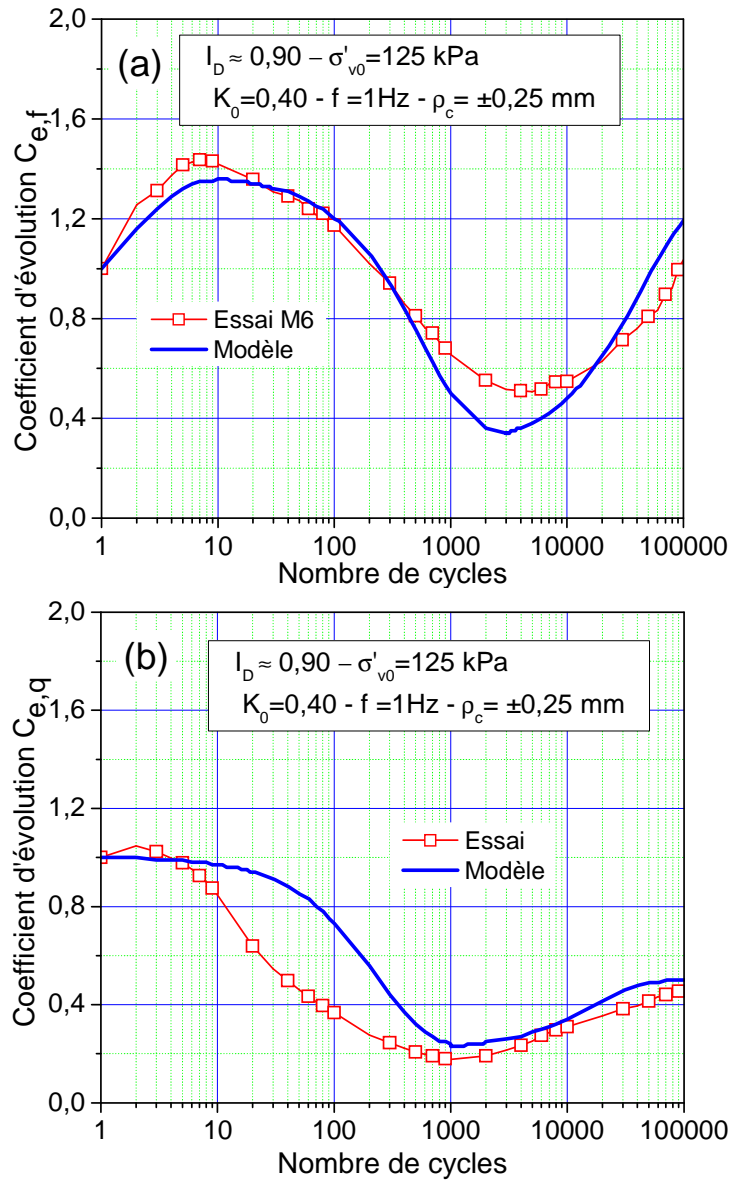 2,0
1,6
1,2
0,8
0,4
0,0
Coefficient d'évolution C_e,f
(a)
I_D ≈ 0,90 – σ'_v0=125 kPa
K_0=0,40 - f =1Hz - ρ_c= ±0,25 mm
Essai M6
Modèle
1 10 100 1000 10000 100000
Nombre de cycles
2,0
1,6
1,2
0,8
0,4
0,0
Coefficient d'évolution C_e,q
(b)
I_D ≈ 0,90 – σ'_v0=125 kPa
K_0=0,40 - f =1Hz - ρ_c= ±0,25 mm
Essai
Modèle
1 10 100 1000 10000 100000
Nombre de cycles